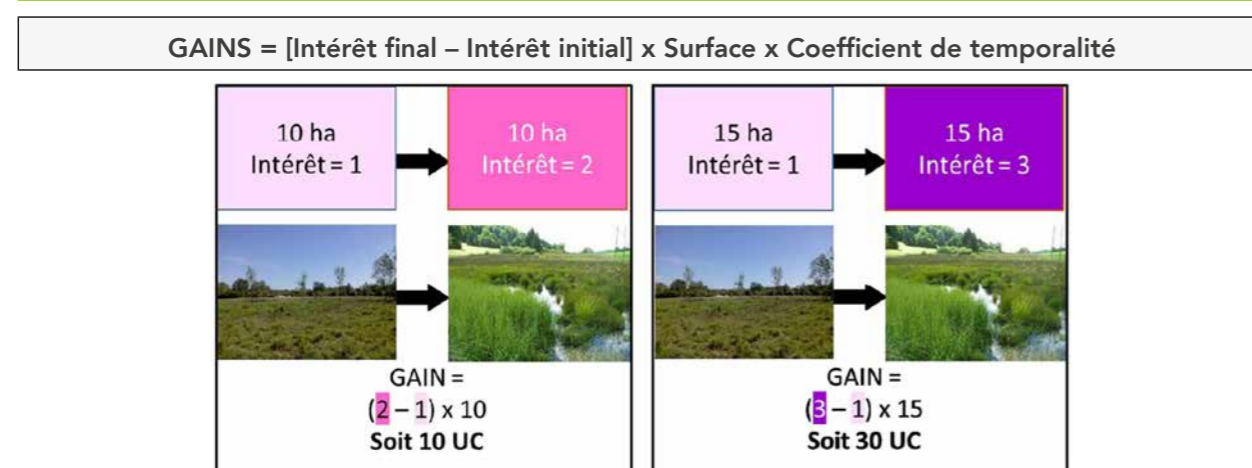 GAINS = [Intérêt final – Intérêt initial] x Surface x Coefficient de temporalité
10 ha
Intérêt = 1
10 ha
Intérêt = 2
GAIN =
(2 – 1) x 10
Soit 10 UC
15 ha
Intérêt = 1
15 ha
Intérêt = 3
GAIN =
(3 – 1) x 15
Soit 30 UC